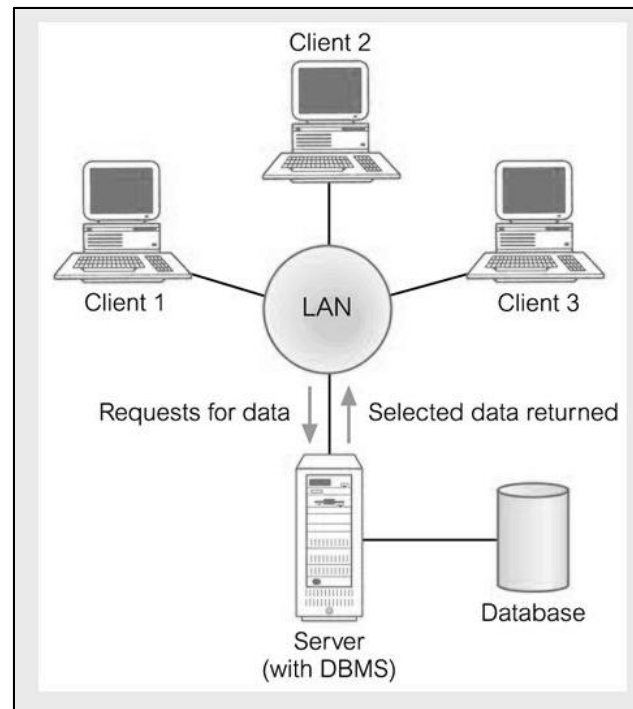 Client 2
Client 1
LAN
Client 3
Requests for data
Selected data returned
Database
Server
(with DBMS)